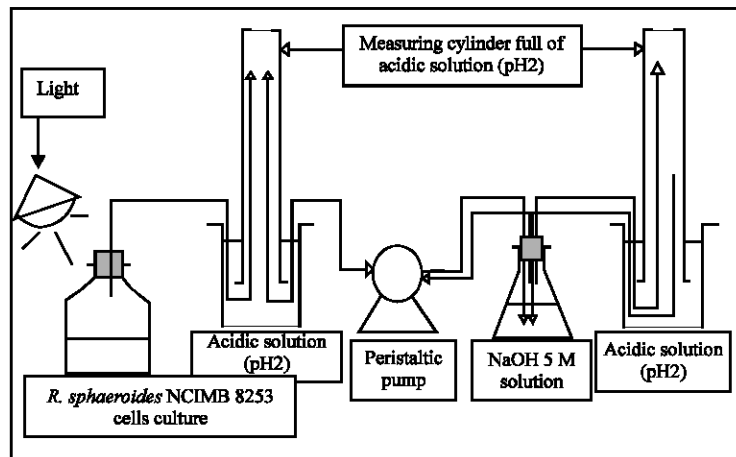 Measuring cylinder full of
acidic solution (pH2)
Light
Acidic solution
(pH2)
Peristaltic
pump
NaOH 5 M
solution
Acidic solution
(pH2)
R. sphaeroides NCIMB 8253
cells culture